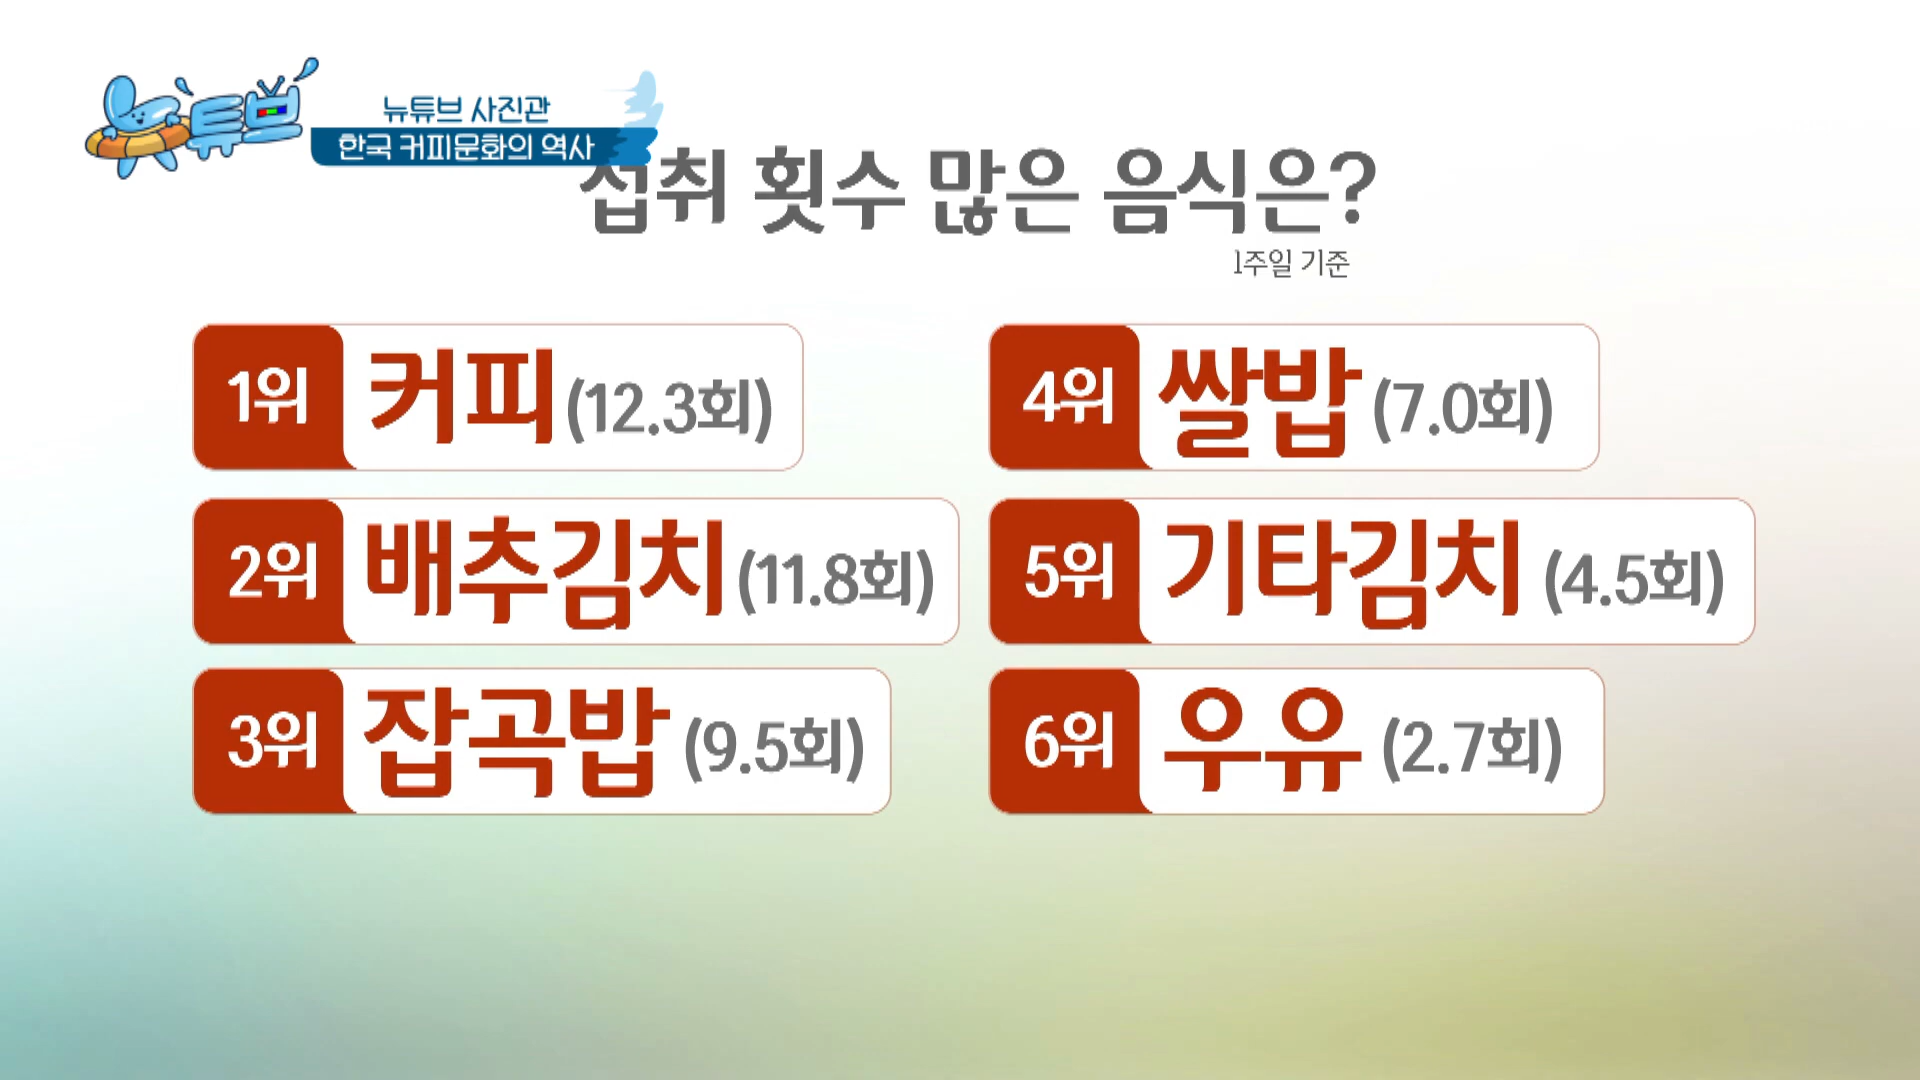 뉴튜브
뉴튜브 사진관
한국 커피문화의 역사
섭취 횟수 많은 음식은?
1주일 기준
1위 커피 (12.3회)
2위 배추김치 (11.8회)
3위 잡곡밥 (9.5회)
4위 쌀밥 (7.0회)
5위 기타김치 (4.5회)
6위 우유 (2.7회)